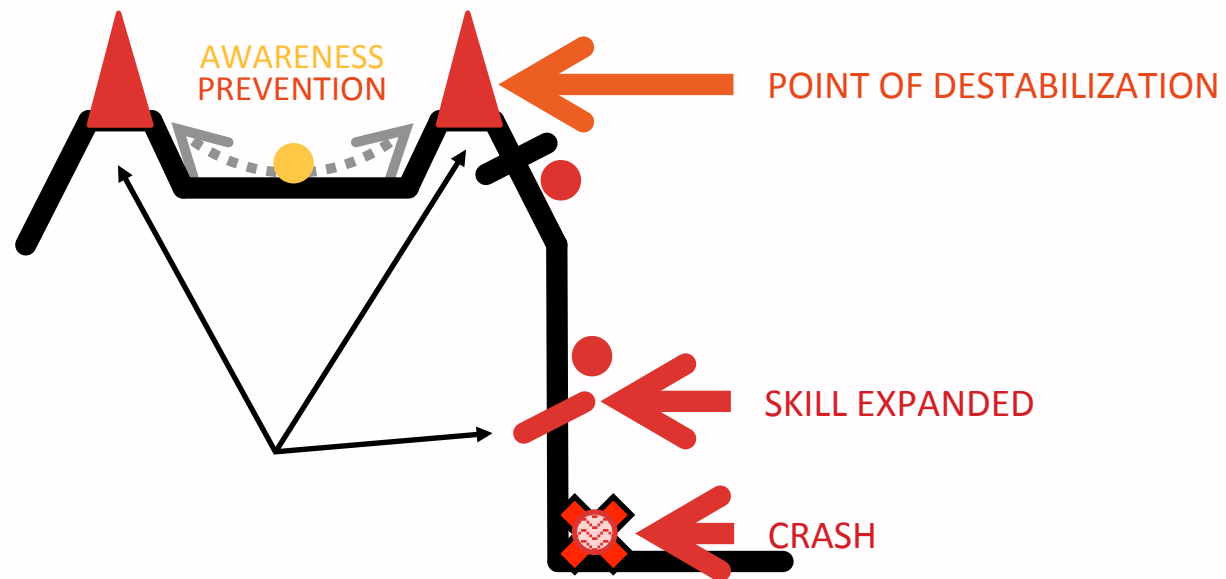 AWARENESS
PREVENTION
POINT OF DESTABILIZATION
SKILL EXPANDED
CRASH